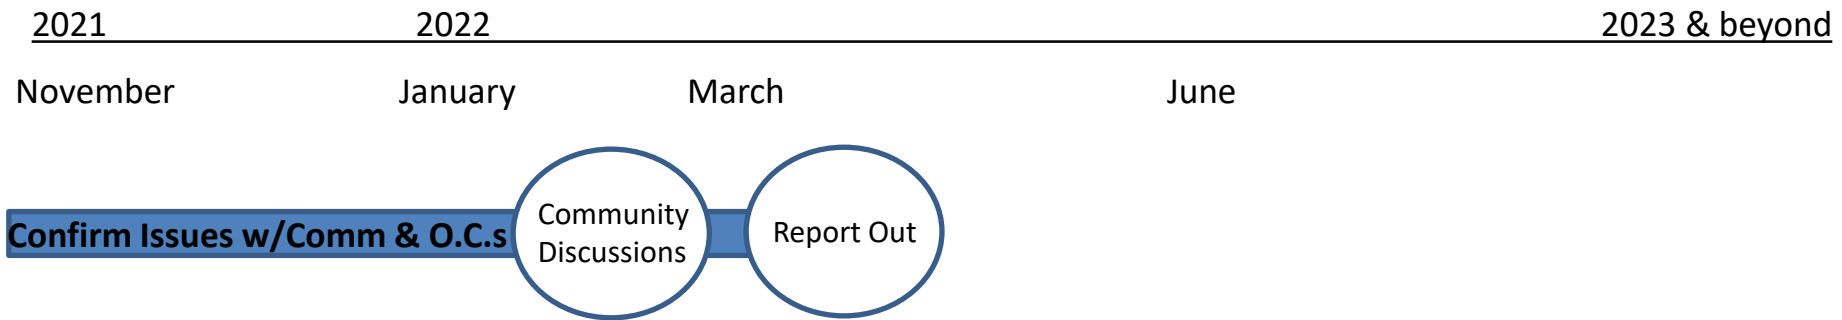 2021 2022 2023 & beyond
November January March June
Confirm Issues w/Comm & O.C.s
Community
Discussions
Report Out